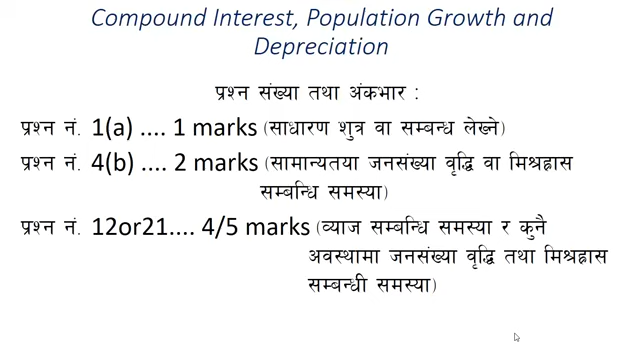 Compound Interest, Population Growth and
Depreciation
प्रश्न संख्या तथा अंकभार :
प्रश्न नं. 1(a) .... 1 marks (साधारण शुत्र वा सम्बन्ध लेख्ने)
प्रश्न नं. 4(b) .... 2 marks (सामान्यतया जनसंख्या वृद्धि वा मिश्रह्रास
सम्बन्धि समस्या)
प्रश्न नं. 12or21.... 4/5 marks (व्याज सम्बन्धि समस्या र कुनै
अवस्थामा जनसंख्या वृद्धि तथा मिश्रह्रास
सम्बन्धी समस्या)